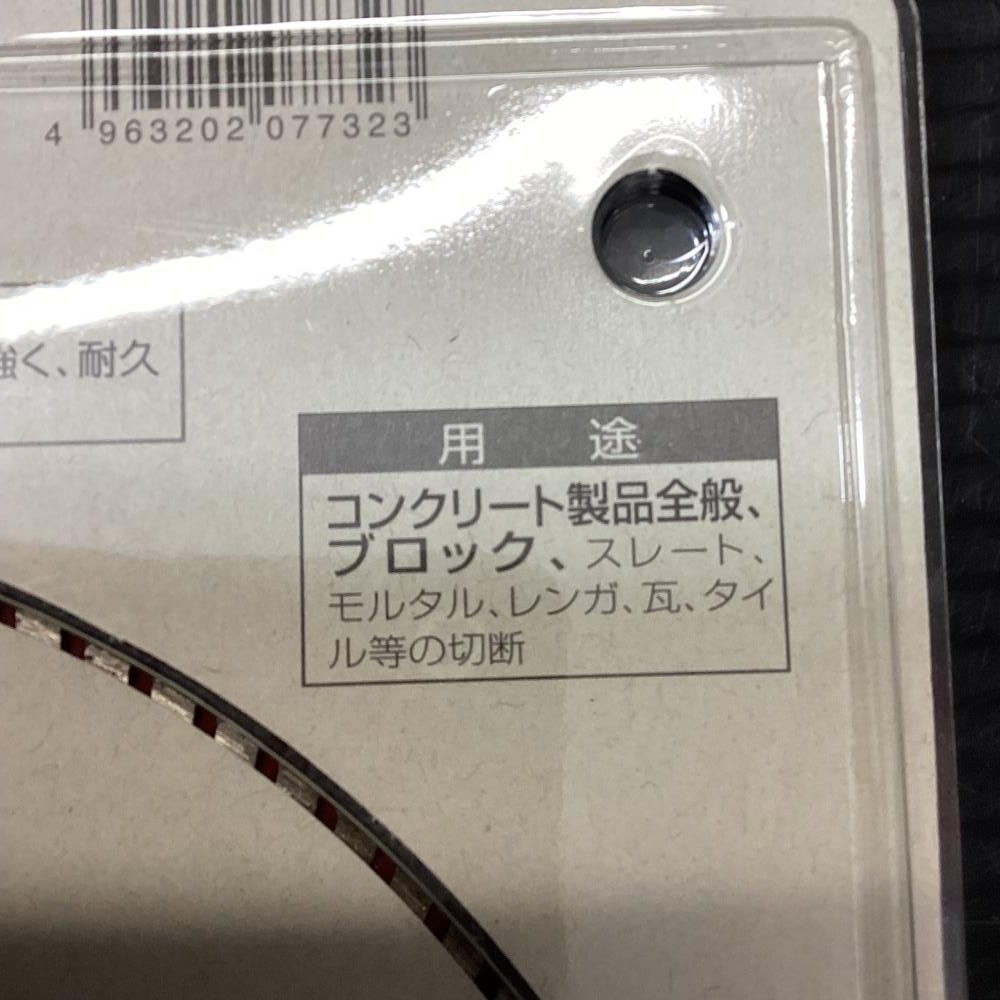 4 963202 077323
強く、耐久
用 途
コンクリート製品全般、
ブロック、スレート、
モルタル、レンガ、瓦、タイ
ル等の切断